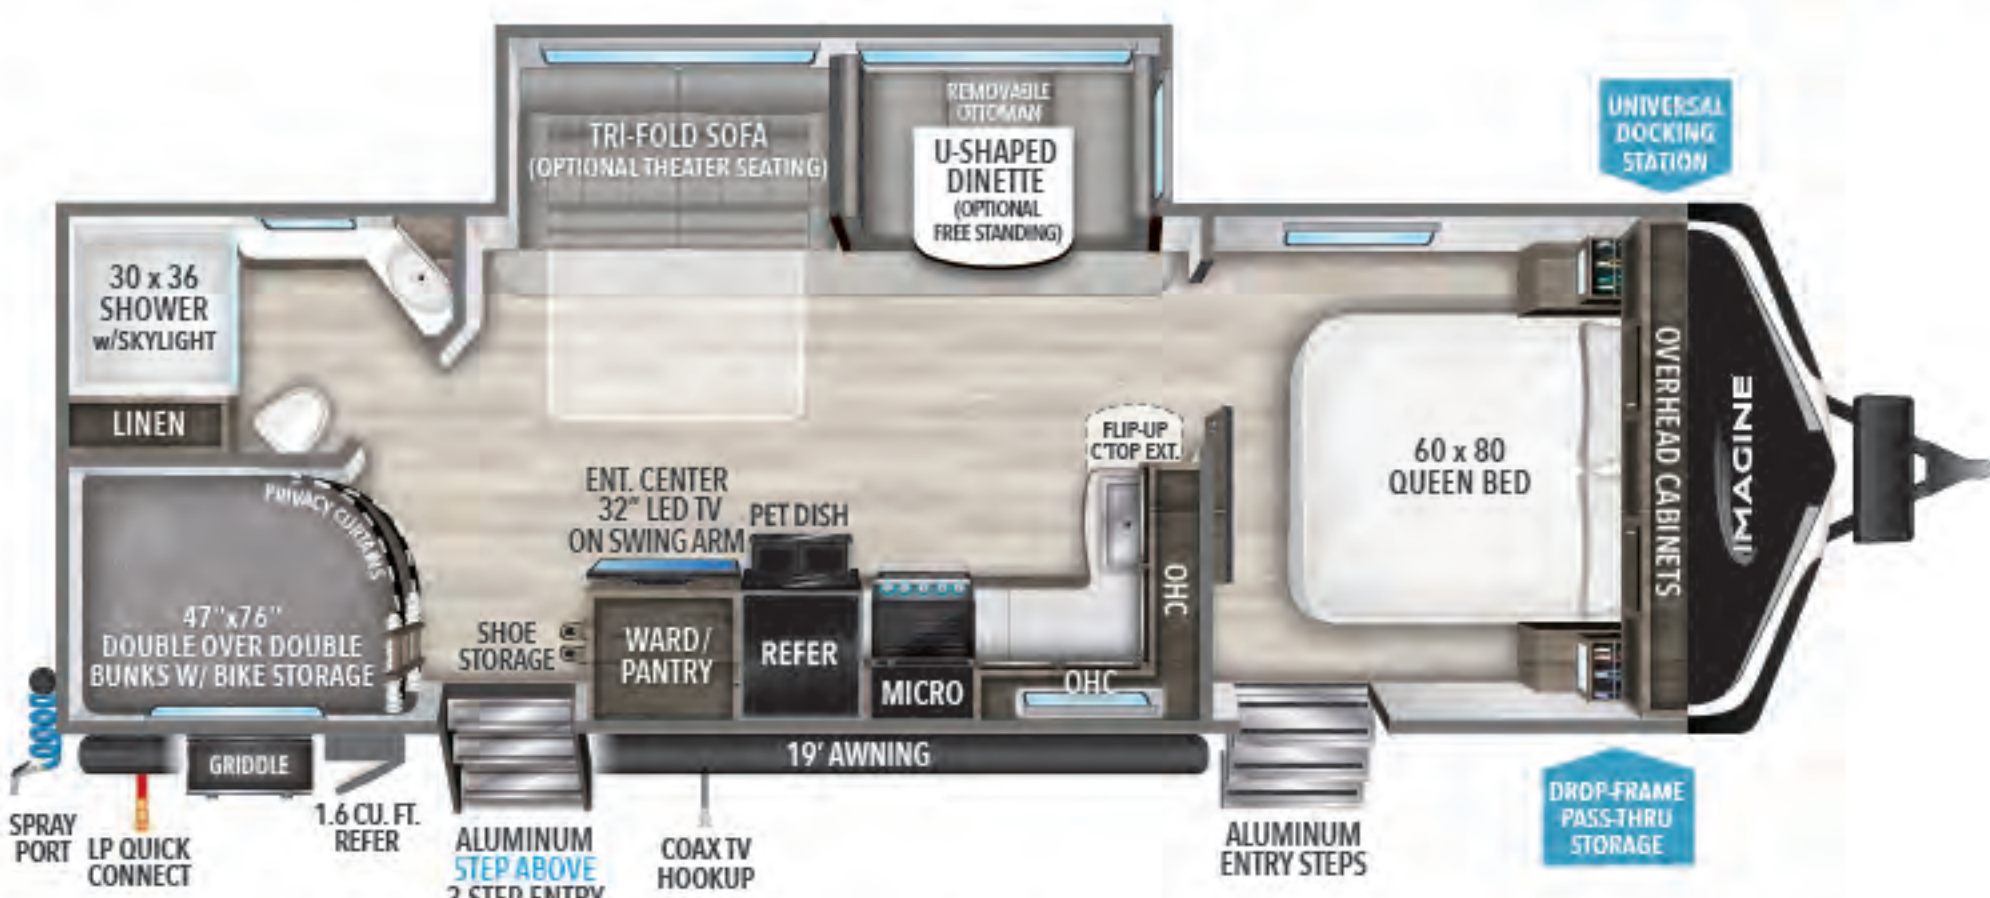 UNIVERSAL
DOCKING
STATION
REMOVABLE
OTTOMAN
TRI-FOLD SOFA
(OPTIONAL THEATER SEATING)
U-SHAPED
DINETTE
(OPTIONAL
FREE STANDING)
30 x 36
SHOWER
w/SKYLIGHT
LINEN
OVERHEAD CABINETS
IMAGINE
FLIP-UP
C'TOP EXT.
60 x 80
QUEEN BED
PRIVACY CURTAINS
ENT. CENTER
32" LED TV
ON SWING ARM
PET DISH
OHC
47"x76"
DOUBLE OVER DOUBLE
BUNKS W/ BIKE STORAGE
SHOE
STORAGE
WARD/
PANTRY
REFER
MICRO
OHC
19' AWNING
GRIDDLE
SPRAY
PORT
LP QUICK
CONNECT
1.6 CU. FT.
REFER
ALUMINUM
STEP ABOVE
3 STEP ENTRY
COAX TV
HOOKUP
ALUMINUM
ENTRY STEPS
DROP-FRAME
PASS-THRU
STORAGE